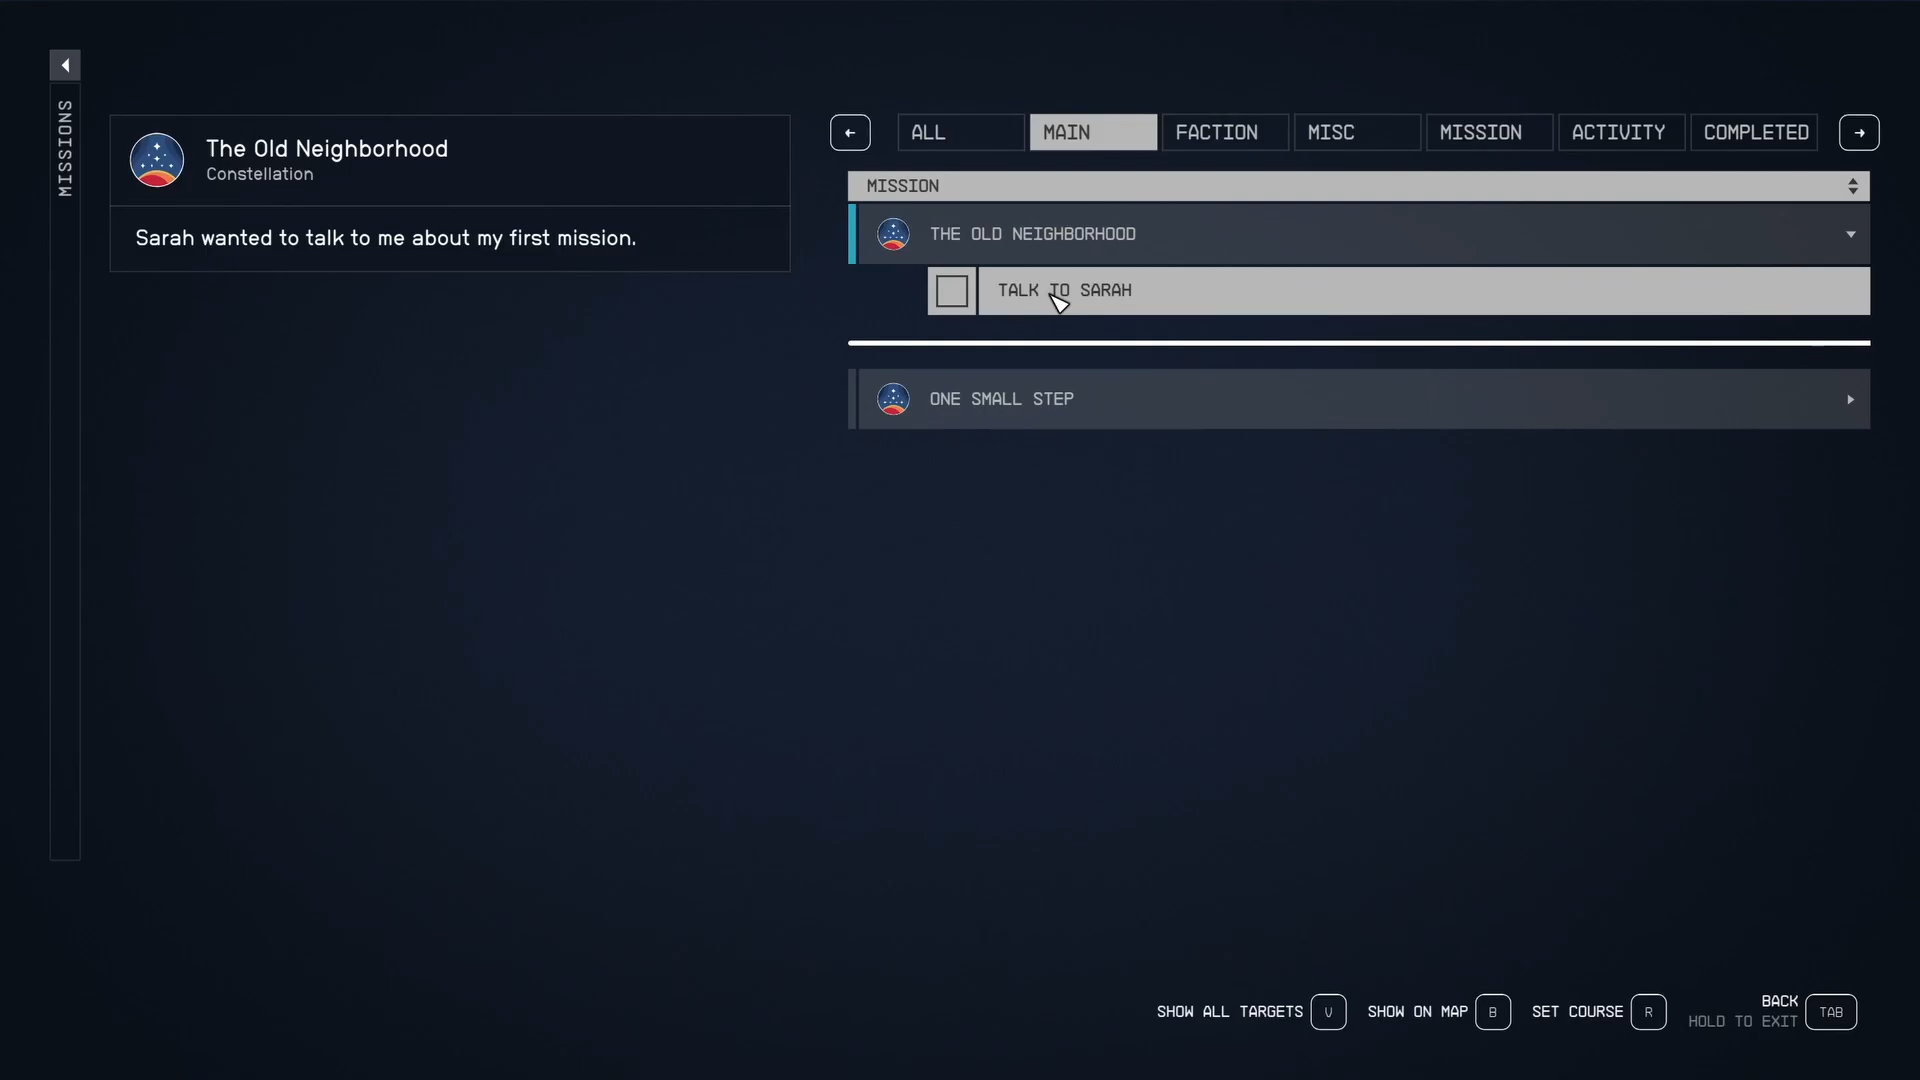 MISSIONS
The Old Neighborhood
Constellation
Sarah wanted to talk to me about my first mission.
ALL
MAIN
FACTION
MISC
MISSION
ACTIVITY
COMPLETED
MISSION
THE OLD NEIGHBORHOOD
TALK TO SARAH
ONE SMALL STEP
SHOW ALL TARGETS V
SHOW ON MAP B
SET COURSE R
BACK
HOLD TO EXIT
TAB